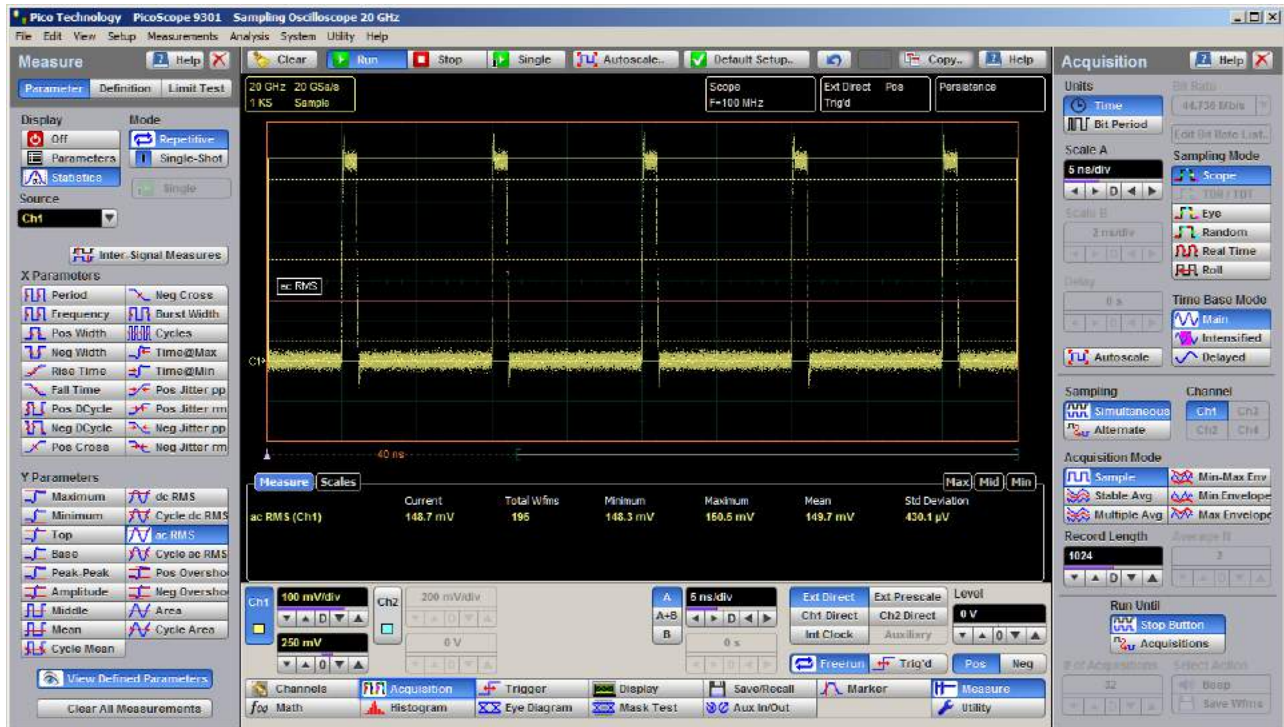 Pico Technology PicoScope 9301 Sampling Oscilloscope 20 GHz
File Edit View Setup Measurements Analysis System Utility Help
Measure Help
Clear Run Stop Single Autoscale.. Default Setup.. Copy.. Help
Acquisition Help
Parameter Definition Limit Test
20 GHz 20 GSa/s
1 KS Sample
Scope
F=100 MHz
Ext Direct Pos
Trig'd
Persistence
Display Mode
Off Repetitive
Parameters Single-Shot
Statistics Single
Source
Ch1
Inter-Signal Measures
X Parameters
Period Neg Cross
Frequency Burst Width
Pos Width Cycles
Neg Width Time@Max
Rise Time Time@Min
Fall Time Pos Jitter pp
Pos DCycle Pos Jitter rm
Neg DCycle Neg Jitter pp
Pos Cross Neg Jitter rm
Y Parameters
Maximum dc RMS
Minimum Cycle dc RMS
Top ac RMS
Base Cycle ac RMS
Peak-Peak Pos Oversho
Amplitude Neg Oversho
Middle Area
Mean Cycle Area
Cycle Mean
View Defined Parameters
Clear All Measurements
ac RMS
C1>
40 ns
Measure Scales Max Mid Min
Current Total Wfms Minimum Maximum Mean Std Deviation
ac RMS (Ch1) 148.7 mV 195 148.3 mV 150.5 mV 149.7 mV 430.1 µV
Ch1 100 mV/div Ch2 200 mV/div
250 mV 0 V
D
0
A 5 ns/div
A+B
B 0 s
Ext Direct Ext Prescale Level
Ch1 Direct Ch2 Direct 0 V
Int Clock Auxiliary
Freerun Trig'd Pos Neg
Channels Acquisition Trigger Display Save/Recall Marker Measure
foo Math Histogram Eye Diagram Mask Test Aux In/Out Utility
Units Bit Rate
Time 44.736 Mb/s
Bit Period Edit Bit Rate List..
Scale A Sampling Mode
5 ns/div Scope
D TDR / TDT
Scale B Eye
2 ns/div Random
Real Time
Roll
Delay
0 s
Time Base Mode
Main
Intensified
Autoscale Delayed
Sampling Channel
Simultaneous Ch1 Ch3
Alternate Ch2 Ch4
Acquisition Mode
Sample Min-Max Env
Stable Avg Min Envelope
Multiple Avg Max Envelope
Record Length Average N
1024 2
D
Run Until
Stop Button
Acquisitions
# of Acquisitions Select Action
32 Beep
Save Wfms